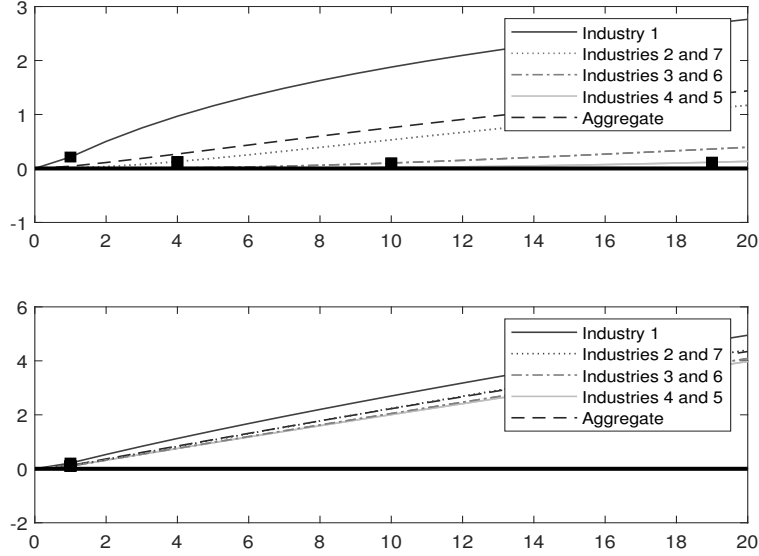 3
2
1
0
-1
0 2 4 6 8 10 12 14 16 18 20
Industry 1
Industries 2 and 7
Industries 3 and 6
Industries 4 and 5
Aggregate
6
4
2
0
-2
0 2 4 6 8 10 12 14 16 18 20
Industry 1
Industries 2 and 7
Industries 3 and 6
Industries 4 and 5
Aggregate